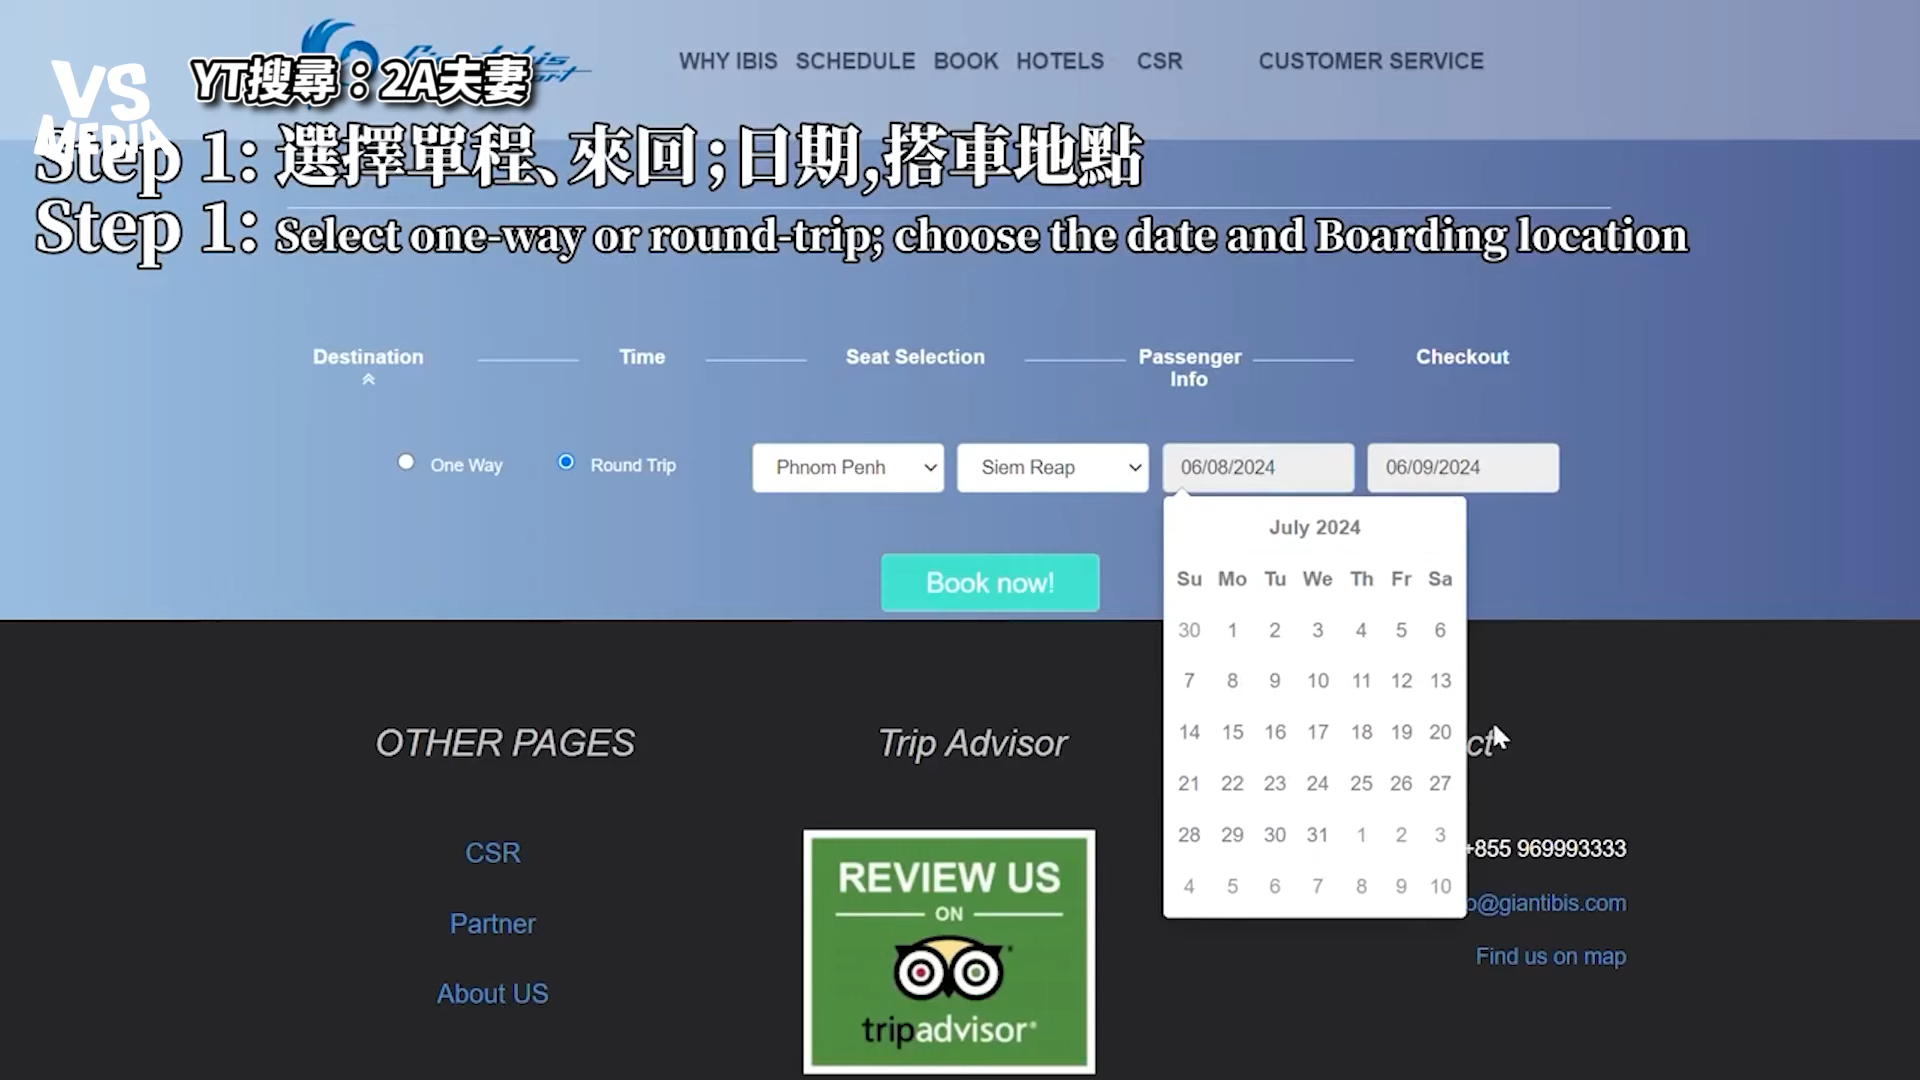 WHY IBIS SCHEDULE BOOK HOTELS CSR CUSTOMER SERVICE
YT搜尋：2A夫妻
VS
MEDIA
Step 1: 選擇單程、來回;日期,搭車地點
Step 1: Select one-way or round-trip; choose the date and Boarding location
Destination Time Seat Selection Passenger Info Checkout
One Way Round Trip Phnom Penh Siem Reap 06/08/2024 06/09/2024
July 2024
Book now!
Su Mo Tu We Th Fr Sa
30 1 2 3 4 5 6
7 8 9 10 11 12 13
14 15 16 17 18 19 20
21 22 23 24 25 26 27
28 29 30 31 1 2 3
4 5 6 7 8 9 10
OTHER PAGES
CSR
Partner
About US
Trip Advisor
REVIEW US
ON
tripadvisor
+855 969993333
p@giantibis.com
Find us on map